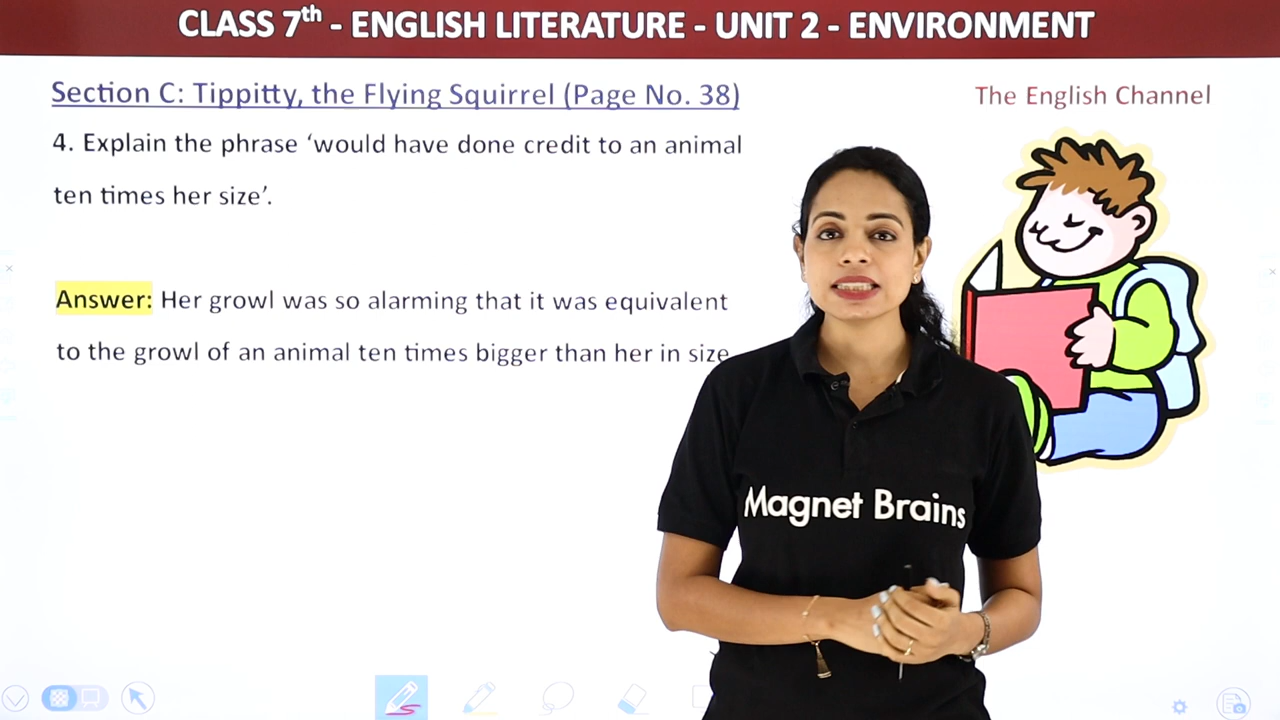 CLASS 7th - ENGLISH LITERATURE - UNIT 2 - ENVIRONMENT
Section C: Tippitty, the Flying Squirrel (Page No. 38)
The English Channel
4. Explain the phrase ‘would have done credit to an animal
ten times her size’.
Answer: Her growl was so alarming that it was equivalent
to the growl of an animal ten times bigger than her in size
Magnet Brains